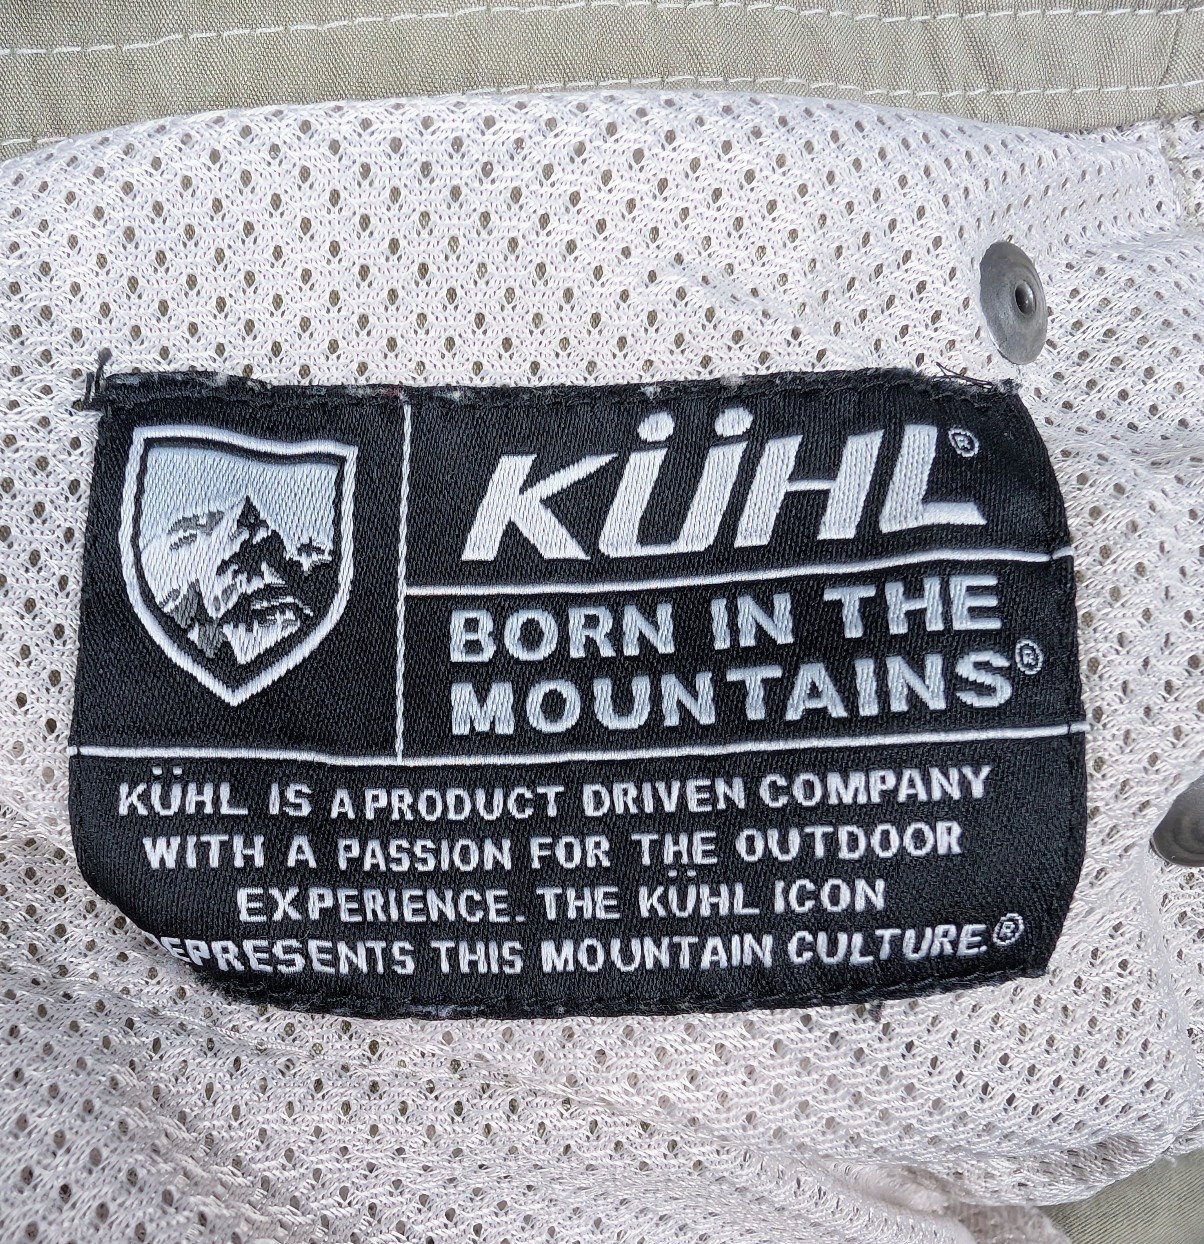 KÜHL®
BORN IN THE
MOUNTAINS®
KÜHL IS A PRODUCT DRIVEN COMPANY
WITH A PASSION FOR THE OUTDOOR
EXPERIENCE. THE KÜHL ICON
EPRESENTS THIS MOUNTAIN CULTURE.®